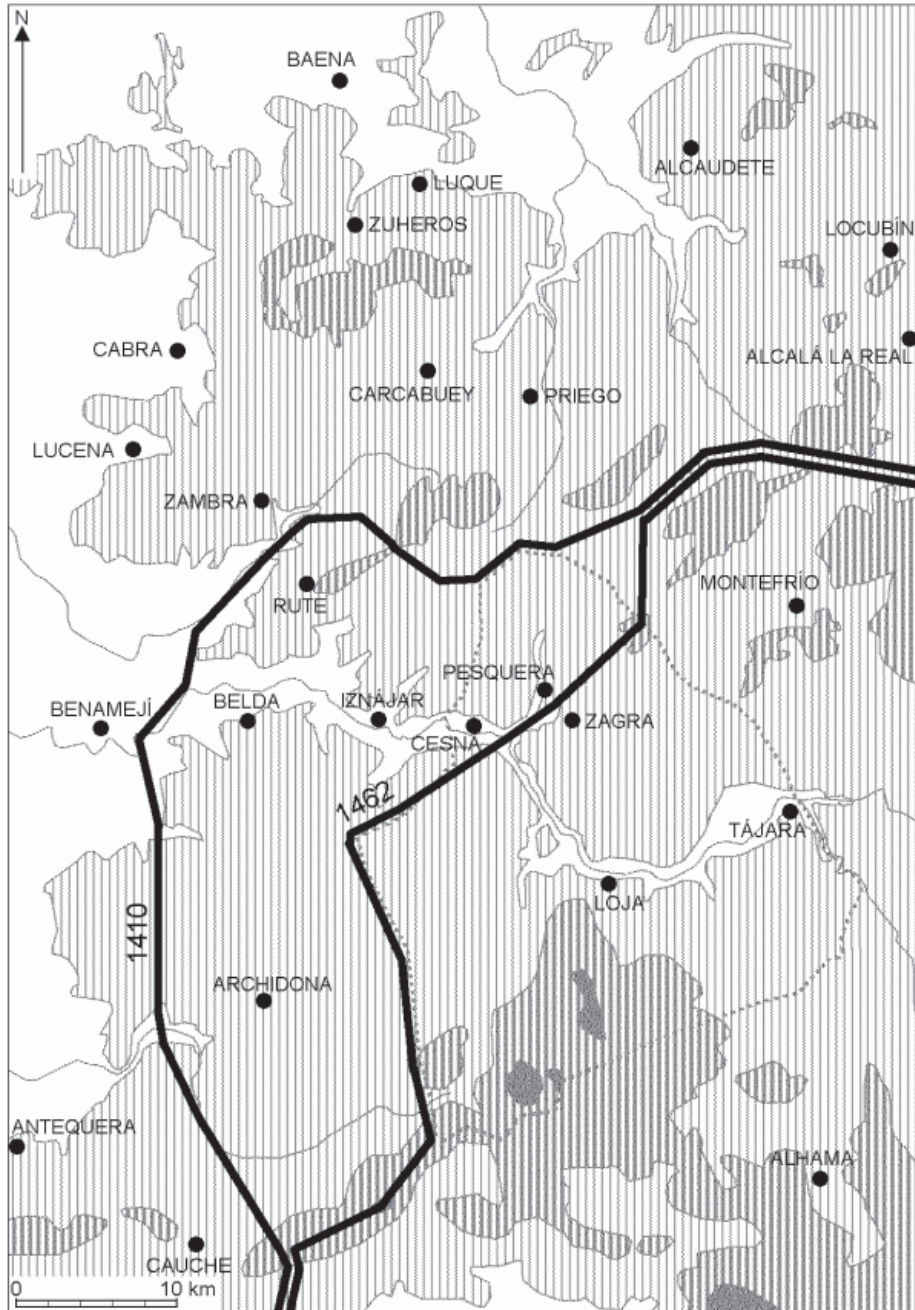 N
BAENA
ALCAUDETE
LUQUE
ZUHEROS
LOCUBÍN
CABRA
ALCALÁ LA REAL
CARCABUEY
PRIEGO
LUCENA
ZAMBRA
RUTE
MONTEFRÍO
PESQUERA
BENAMEJÍ
BELDA
IZNÁJAR
ZAGRA
CESNA
1462
TÁJARA
LOJA
1410
ARCHIDONA
ANTEQUERA
ALHAMA
CAUCHE
0 10 km